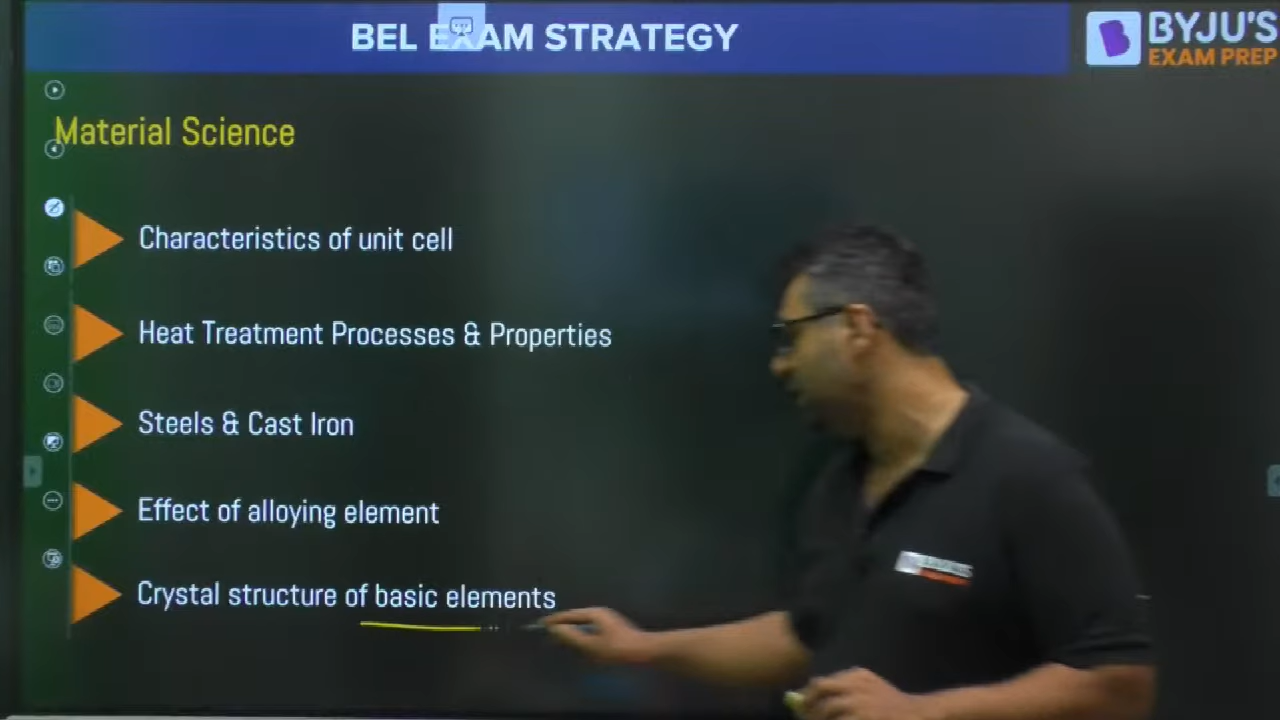 BEL EXAM STRATEGY
BYJU'S
EXAM PREP
Material Science
Characteristics of unit cell
Heat Treatment Processes & Properties
Steels & Cast Iron
Effect of alloying element
Crystal structure of basic elements